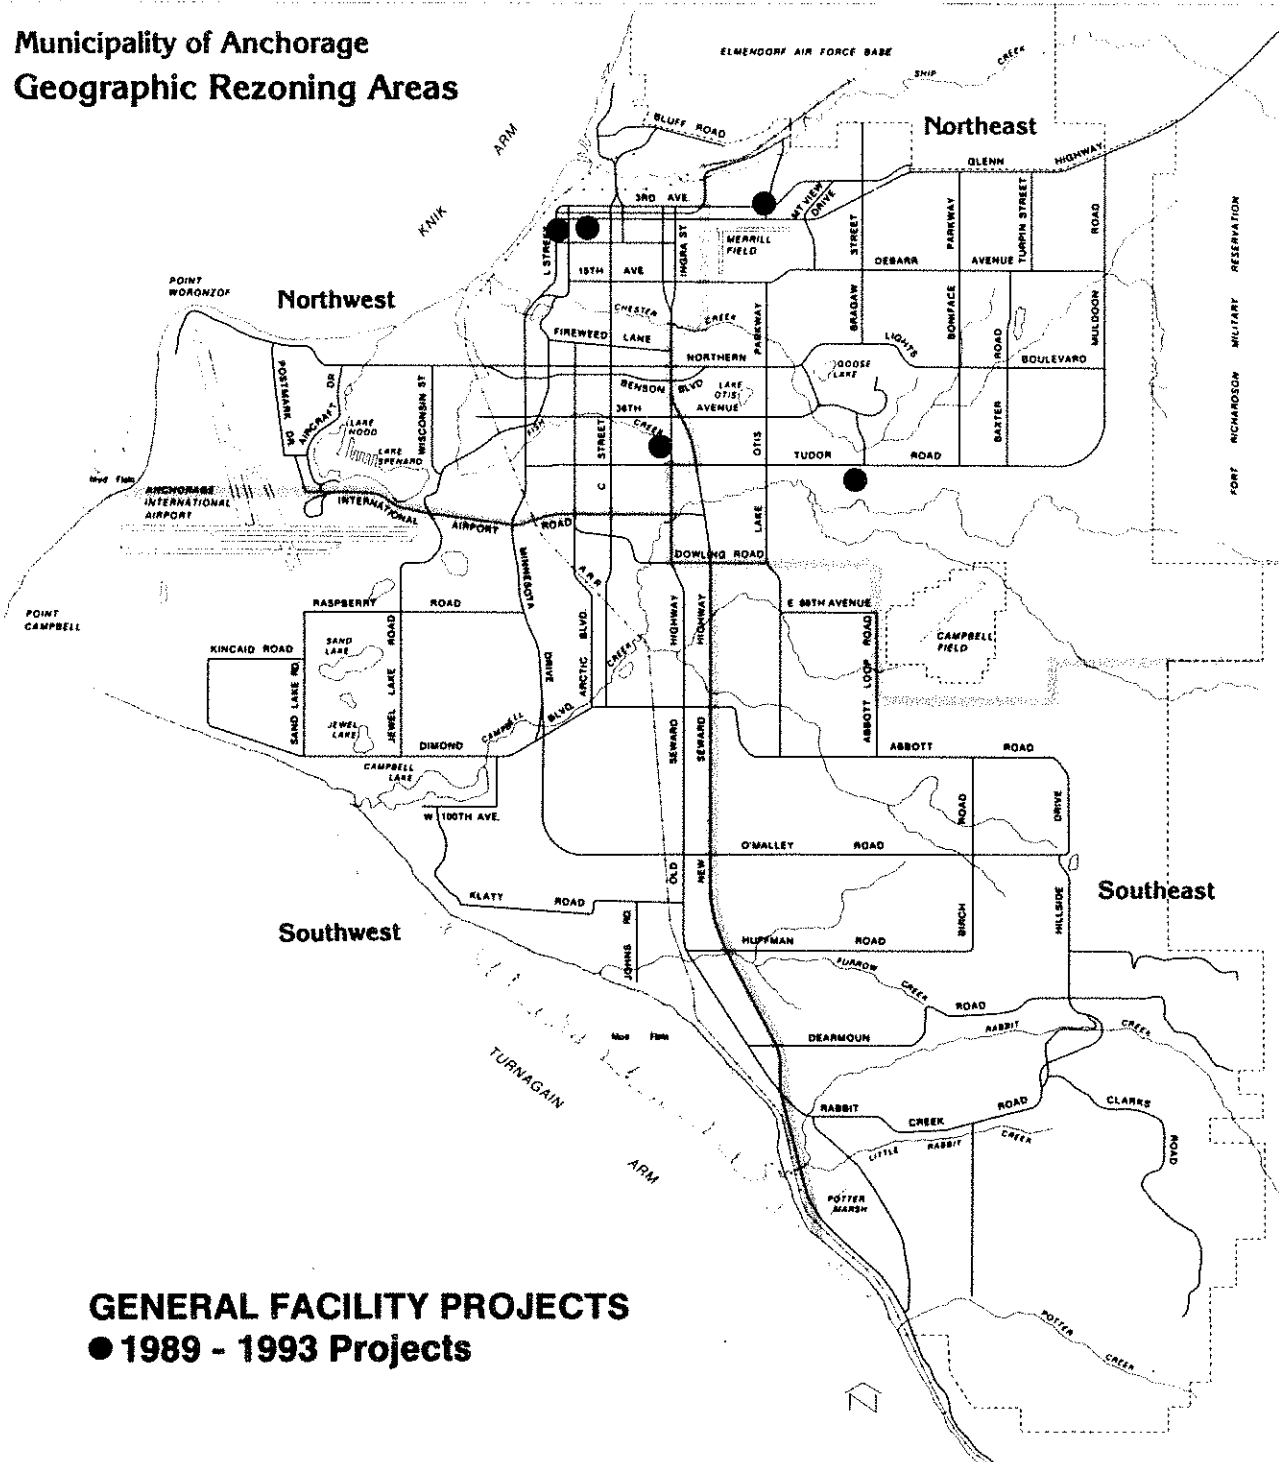 Municipality of Anchorage
Geographic Rezoning Areas
ELMENDORF AIR FORCE BASE
SHIP CREEK
BLUFF ROAD
Northeast
KNIK ARM
GLENN HIGHWAY
3RD AVE.
MT VIEW DRIVE
L STREET
INGRA ST
MERRILL FIELD
BRAGAW STREET
BONIFACE PARKWAY
TURPIN STREET
MULDOON ROAD
FORT RICHARDSON MILITARY RESERVATION
15TH AVE
DEBARR AVENUE
POINT WORONZOF
Northwest
CHESTER CREEK
FIREWEED LANE
NORTHERN LIGHTS BOULEVARD
BENSON BLVD
LAKE OTIS
LAKE OTIS PARKWAY
GOOSE LAKE
36TH AVENUE
BAXTER ROAD
POSTMARK DR
AIRCRAFT DR
WISCONSIN ST
LAKE HOOD
LAKE SPENARD
FISH CREEK
C STREET
TUDOR ROAD
Mud Flats
ANCHORAGE INTERNATIONAL AIRPORT
INTERNATIONAL AIRPORT ROAD
DOWLING ROAD
MINNESOTA DRIVE
A.R.R.
POINT CAMPBELL
RASPBERRY ROAD
E 68TH AVENUE
CAMPBELL FIELD
KINCAID ROAD
SAND LAKE
SAND LAKE RD
JEWEL LAKE ROAD
JEWEL LAKE
ARCTIC BLVD.
CAMPBELL CREEK
ABBOTT LOOP ROAD
DIMOND BLVD.
ABBOTT ROAD
CAMPBELL LAKE
W. 100TH AVE.
OLD SEWARD HIGHWAY
NEW SEWARD HIGHWAY
O'MALLEY ROAD
BIRCH ROAD
HILLSIDE DRIVE
Southeast
KLATT ROAD
Southwest
JOHNS RD
HUFFMAN ROAD
FURROW CREEK
DEARMOUN ROAD
RABBIT CREEK
Mud Flats
TURNAGAIN ARM
RABBIT CREEK ROAD
CLARKS ROAD
LITTLE RABBIT CREEK
POTTER MARSH
POTTER CREEK
GENERAL FACILITY PROJECTS
● 1989 - 1993 Projects
N